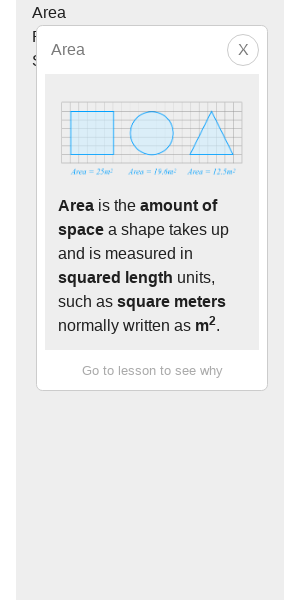 Area
Area
X
Area = 25m² Area = 19.6m² Area = 12.5m²
Area is the amount of
space a shape takes up
and is measured in
squared length units,
such as square meters
normally written as m².
Go to lesson to see why